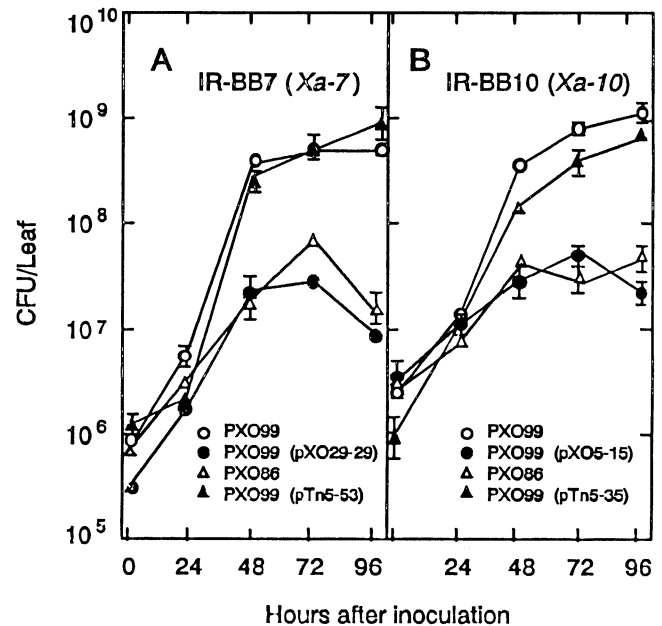 A
IR-BB7 (Xa-7)
B
IR-BB10 (Xa-10)
CFU/Leaf
10^10
10^9
10^8
10^7
10^6
10^5
PXO99
PXO99 (pXO29-29)
PXO86
PXO99 (pTn5-53)
PXO99
PXO99 (pXO5-15)
PXO86
PXO99 (pTn5-35)
0 24 48 72 96
24 48 72 96
Hours after inoculation